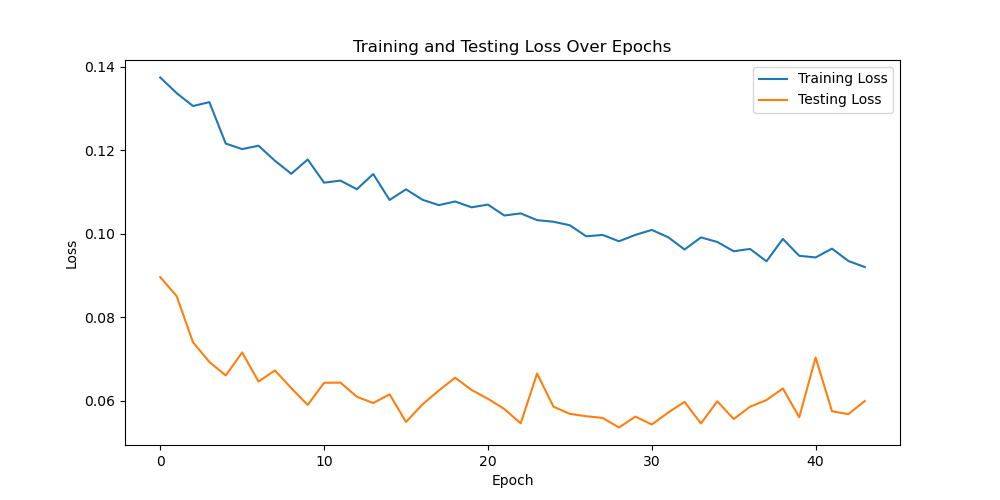 Training and Testing Loss Over Epochs
Training Loss
Testing Loss
Loss
0.14
0.12
0.10
0.08
0.06
0
10
20
30
40
Epoch